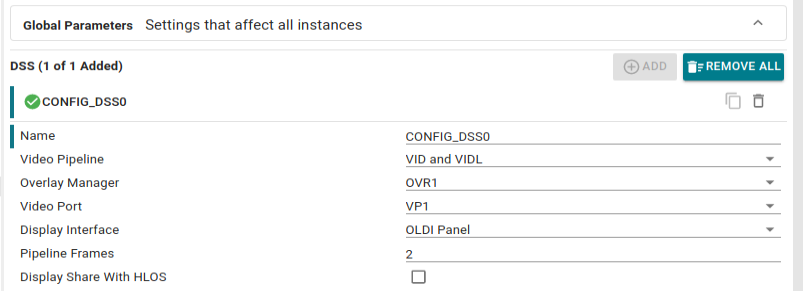 Global Parameters Settings that affect all instances
DSS (1 of 1 Added) ADD REMOVE ALL
CONFIG_DSS0
Name CONFIG_DSS0
Video Pipeline VID and VIDL
Overlay Manager OVR1
Video Port VP1
Display Interface OLDI Panel
Pipeline Frames 2
Display Share With HLOS